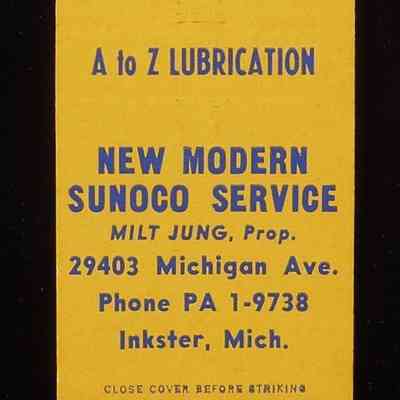 A to Z LUBRICATION
NEW MODERN
SUNOCO SERVICE
MILT JUNG, Prop.
29403 Michigan Ave.
Phone PA 1-9738
Inkster, Mich.
CLOSE COVER BEFORE STRIKING